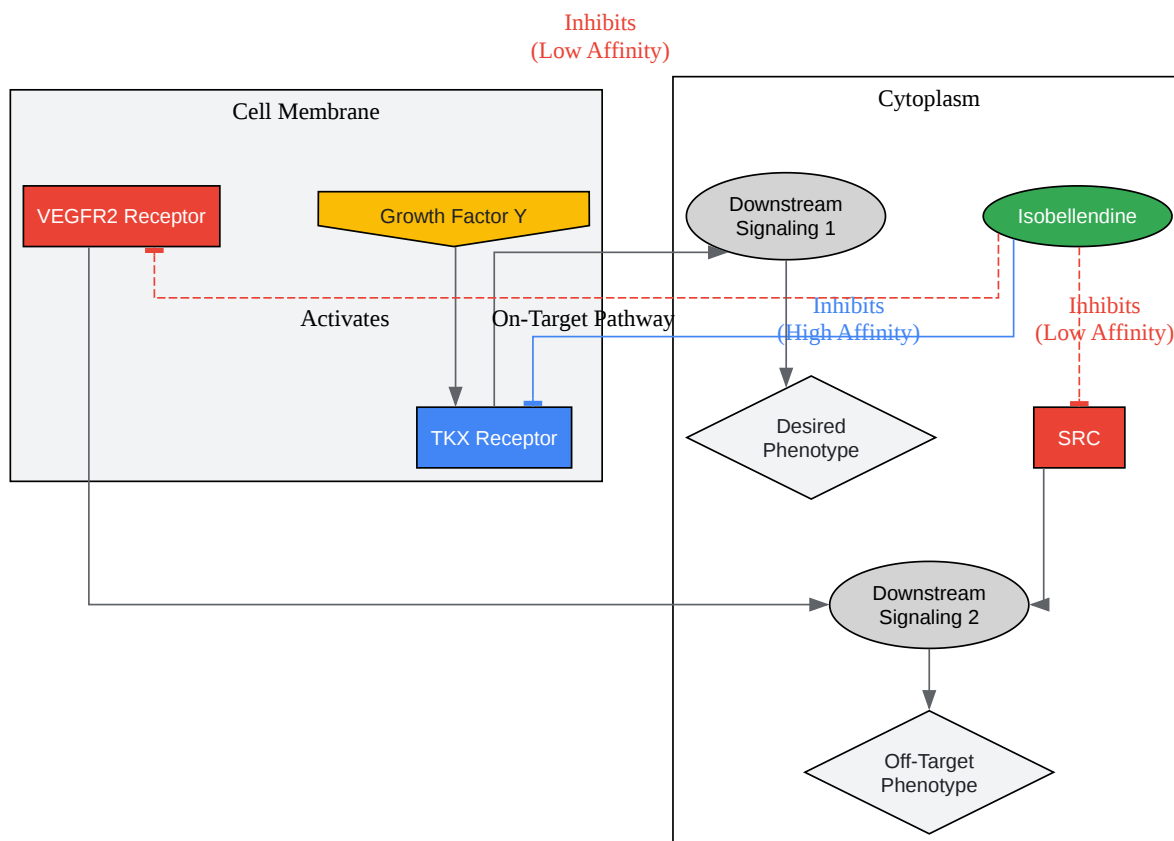 Inhibits
(Low Affinity)
Cell Membrane
Cytoplasm
VEGFR2 Receptor
Growth Factor Y
Downstream
Signaling 1
Isobellendine
Activates
On-Target Pathway
Inhibits
(High Affinity)
Inhibits
(Low Affinity)
TKX Receptor
Desired
Phenotype
SRC
Downstream
Signaling 2
Off-Target
Phenotype